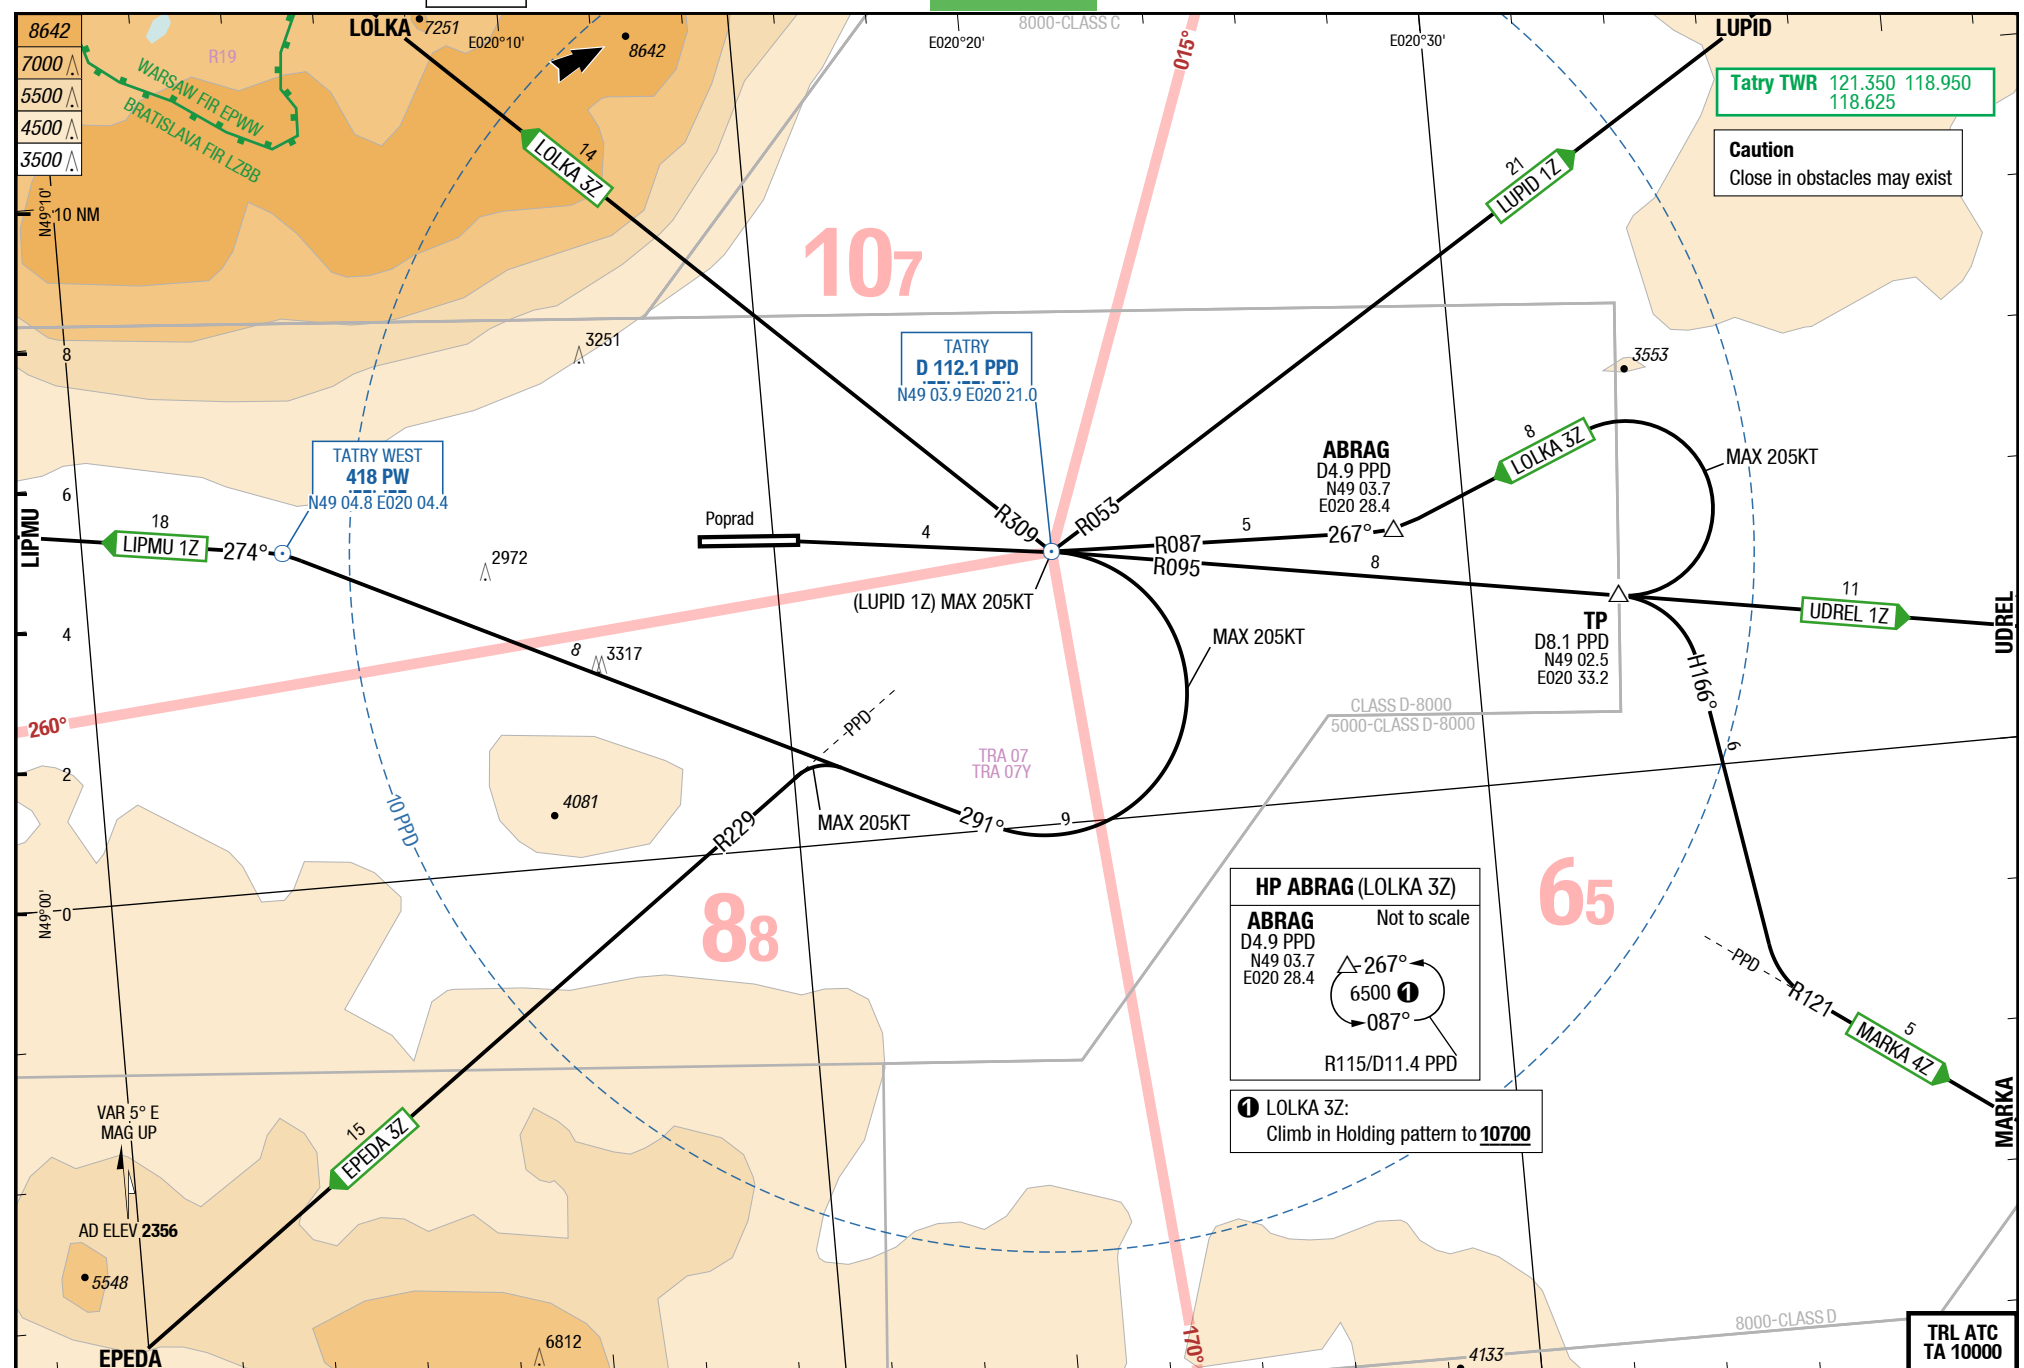 8642
7000
5500
4500
3500
N49°10'
10 NM
8
6
4
2
0
N49°00'
R19
WARSAW FIR EPWW
BRATISLAVA FIR LZBB
LOLKA
7251
E020°10'
8642
E020°20'
8000-CLASS C
015°
E020°30'
LUPID
Tatry TWR 121.350 118.950
118.625
Caution
Close in obstacles may exist
14
LOLKA 3Z
21
LUPID 1Z
107
3251
3553
TATRY
D 112.1 PPD
N49 03.9 E020 21.0
TATRY WEST
418 PW
N49 04.8 E020 04.4
ABRAG
D4.9 PPD
N49 03.7
E020 28.4
8
LOLKA 3Z
MAX 205KT
LIPMU
18
LIPMU 1Z
274°
2972
Poprad
4
R309
R053
R087
5
267°
R095
8
(LUPID 1Z) MAX 205KT
MAX 205KT
TP
D8.1 PPD
N49 02.5
E020 33.2
11
UDREL 1Z
UDREL
H166°
6
8
3317
260°
PPD
CLASS D-8000
5000-CLASS D-8000
TRA 07
TRA 07Y
4081
10 PPD
R229
MAX 205KT
291°
9
88
65
HP ABRAG (LOLKA 3Z)
ABRAG
D4.9 PPD
N49 03.7
E020 28.4
Not to scale
267°
6500 1
087°
R115/D11.4 PPD
1 LOLKA 3Z:
Climb in Holding pattern to 10700
PPD
R121
5
MARKA 4Z
MARKA
VAR 5° E
MAG UP
AD ELEV 2356
5548
15
EPEDA 3Z
EPEDA
6812
170°
4133
8000-CLASS D
TRL ATC
TA 10000